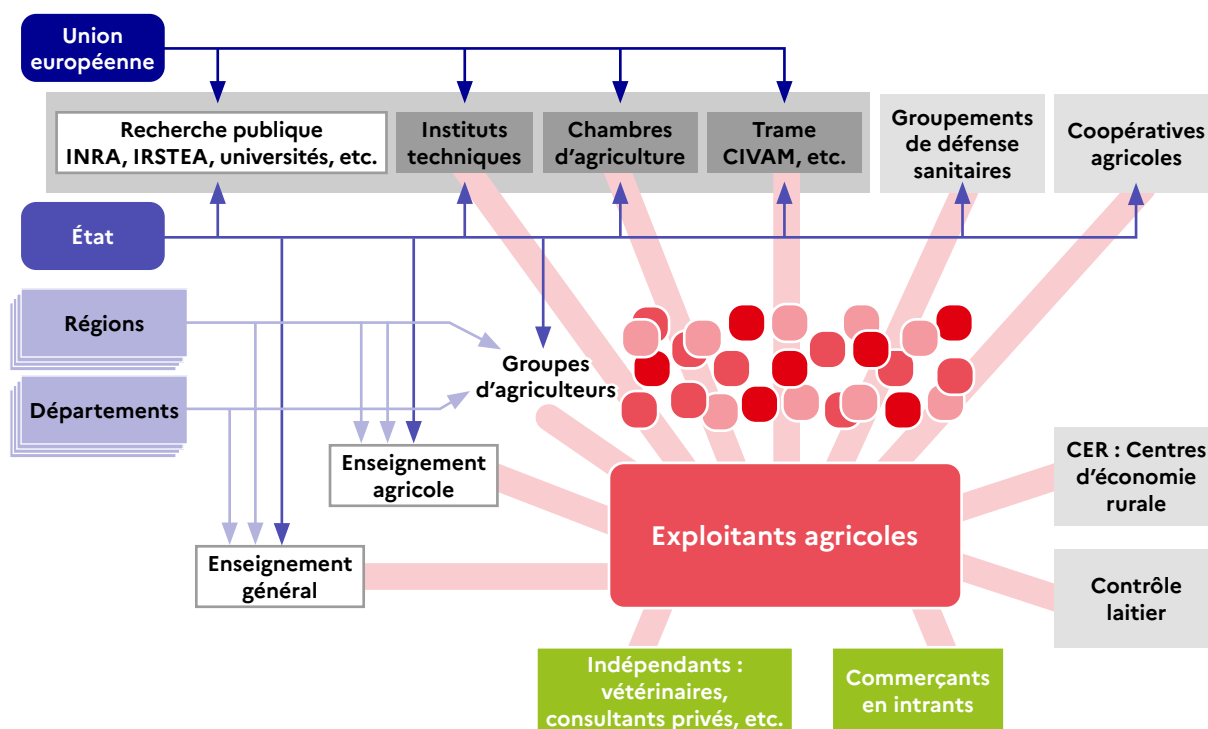 Union
européenne
Recherche publique
INRA, IRSTEA, universités, etc.
Instituts
techniques
Chambres
d’agriculture
Trame
CIVAM, etc.
Groupements
de défense
sanitaires
Coopératives
agricoles
État
Régions
Départements
Groupes
d’agriculteurs
Enseignement
agricole
Enseignement
général
Exploitants agricoles
CER : Centres
d'économie
rurale
Contrôle
laitier
Indépendants :
vétérinaires,
consultants privés, etc.
Commerçants
en intrants